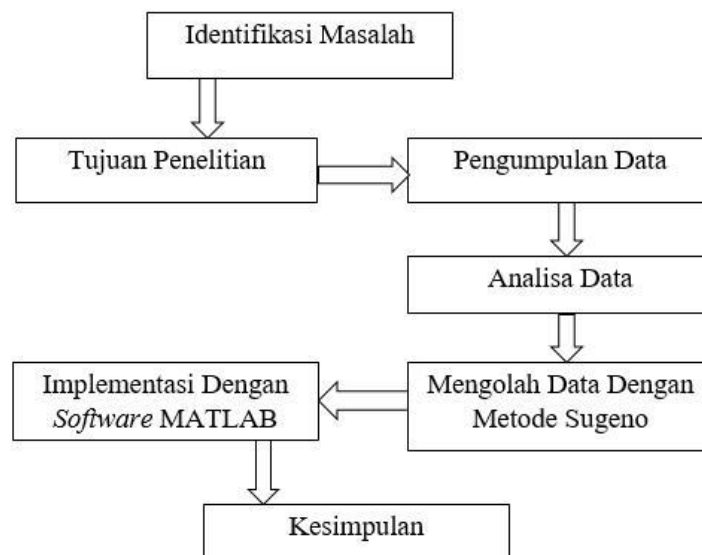 Identifikasi Masalah
Tujuan Penelitian
Pengumpulan Data
Analisa Data
Mengolah Data Dengan
Metode Sugeno
Implementasi Dengan
Software MATLAB
Kesimpulan